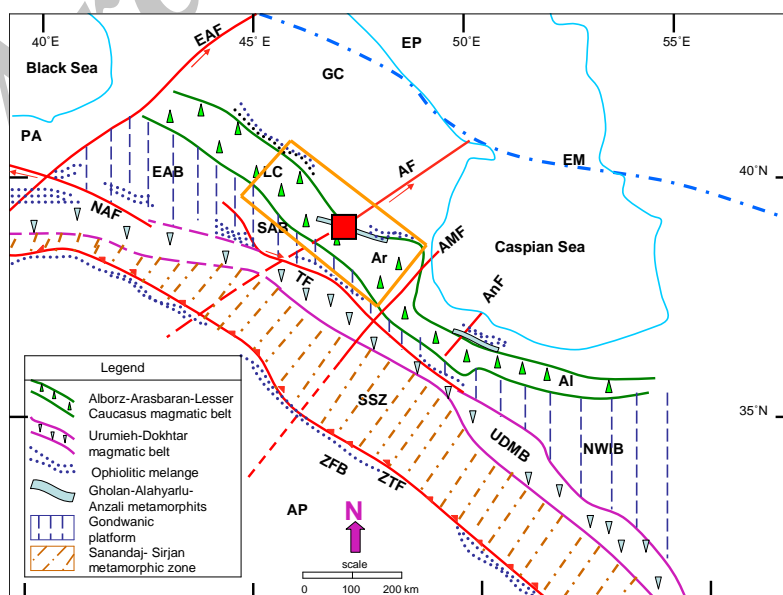 40˚E
45˚E
50˚E
55˚E
EAF
EP
Black Sea
GC
PA
AF
EM
40˚N
EAB
LC
NAF
SAB
AMF
Caspian Sea
Ar
TF
AnF
Al
35˚N
SSZ
UDMB
NWIB
ZFB
ZTF
AP
N
scale
0
100
200 km
Legend
Alborz-Arasbaran-Lesser
Caucasus magmatic belt
Urumieh-Dokhtar
magmatic belt
Ophiolitic melange
Gholan-Alahyarlu-
Anzali metamorphits
Gondwanic
platform
Sanandaj- Sirjan
metamorphic zone